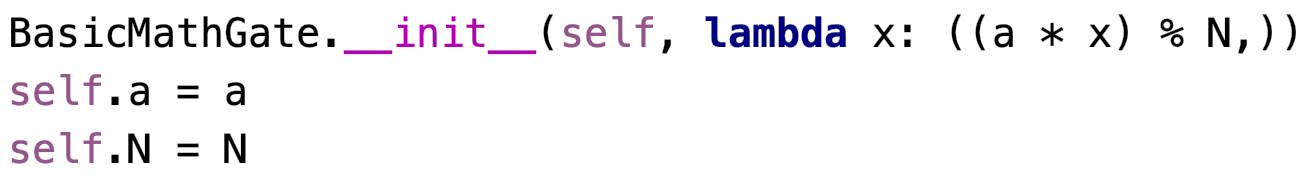 BasicMathGate.__init__(self, lambda x: ((a * x) % N,))
self.a = a
self.N = N